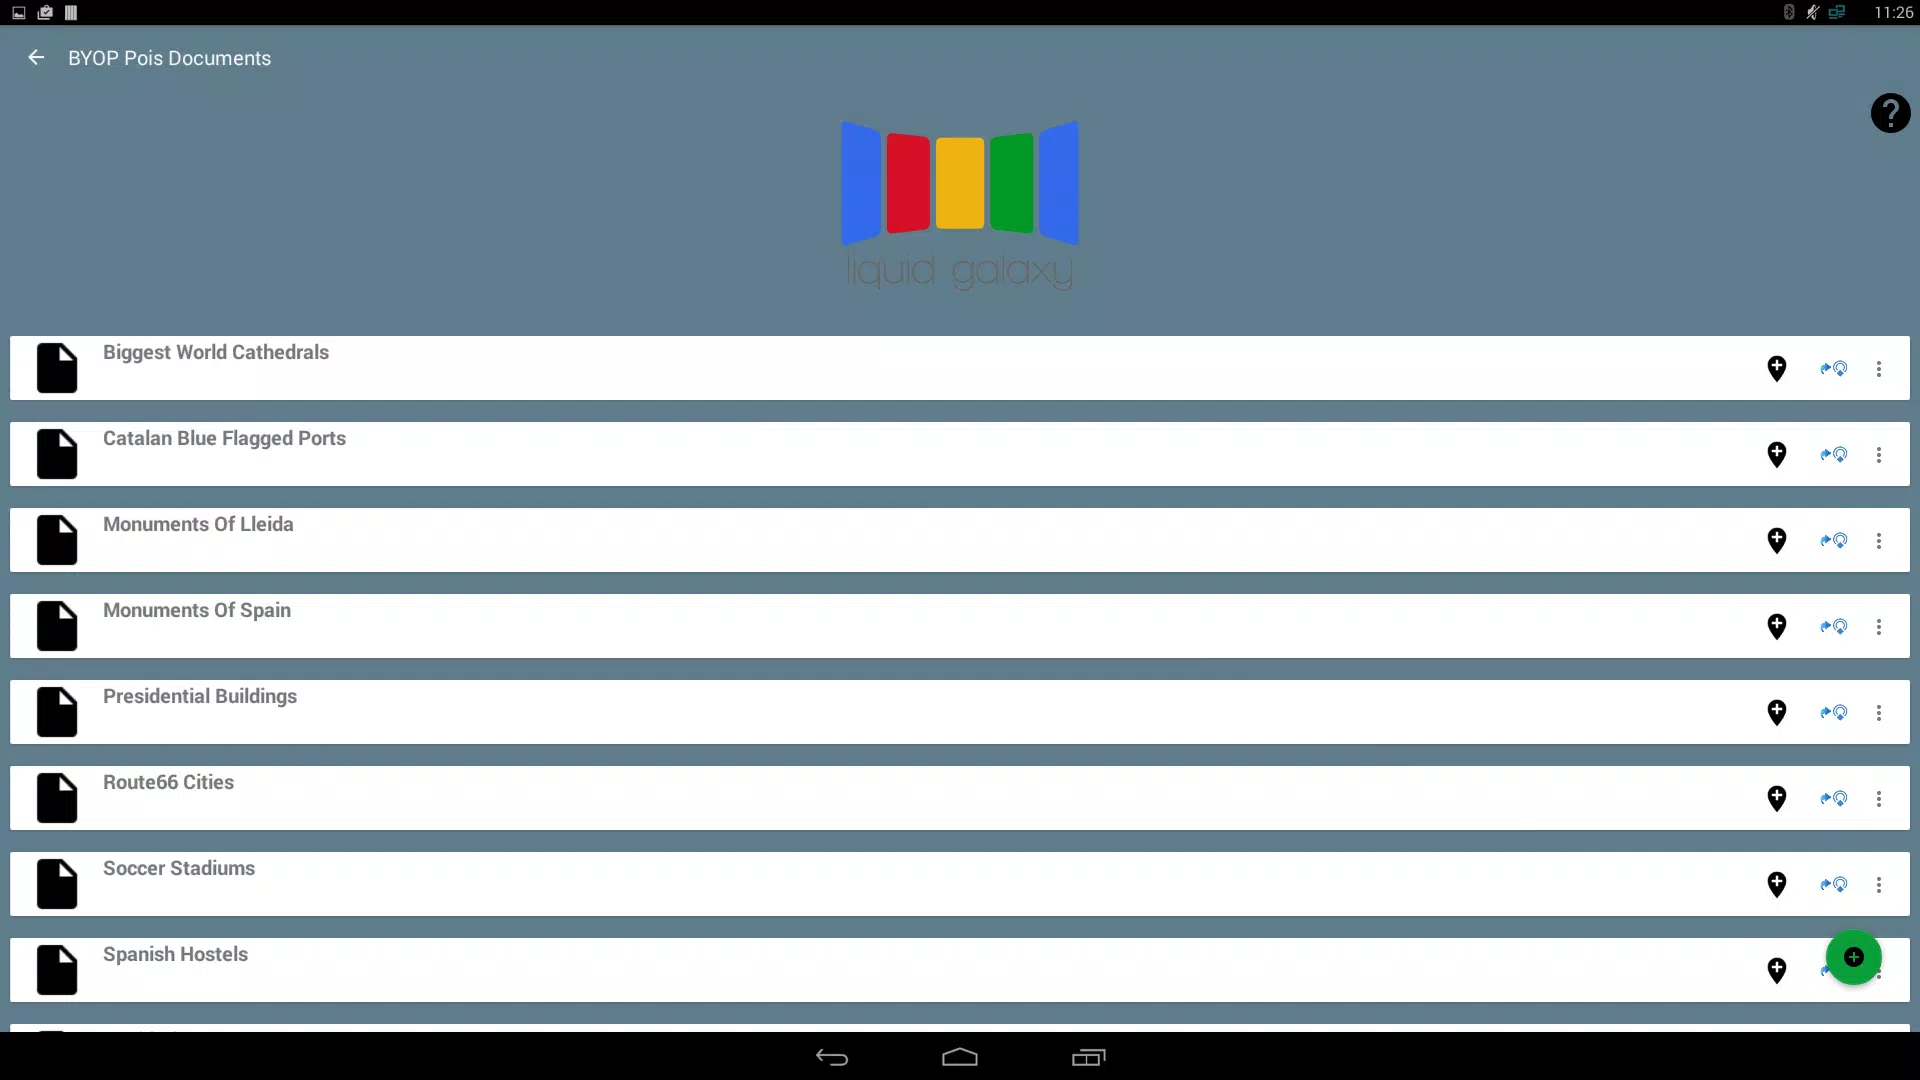 11:26
BYOP Pois Documents
liquid galaxy
Biggest World Cathedrals
Catalan Blue Flagged Ports
Monuments Of Lleida
Monuments Of Spain
Presidential Buildings
Route66 Cities
Soccer Stadiums
Spanish Hostels